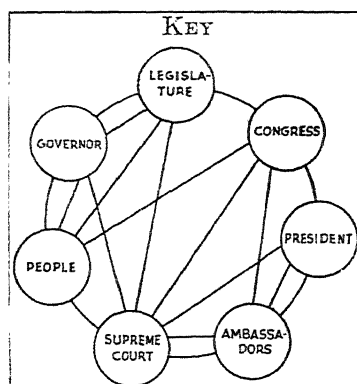 KEY
LEGISLA-
TURE
CONGRESS
GOVERNOR
PRESIDENT
PEOPLE
SUPREME
COURT
AMBASSA-
DORS